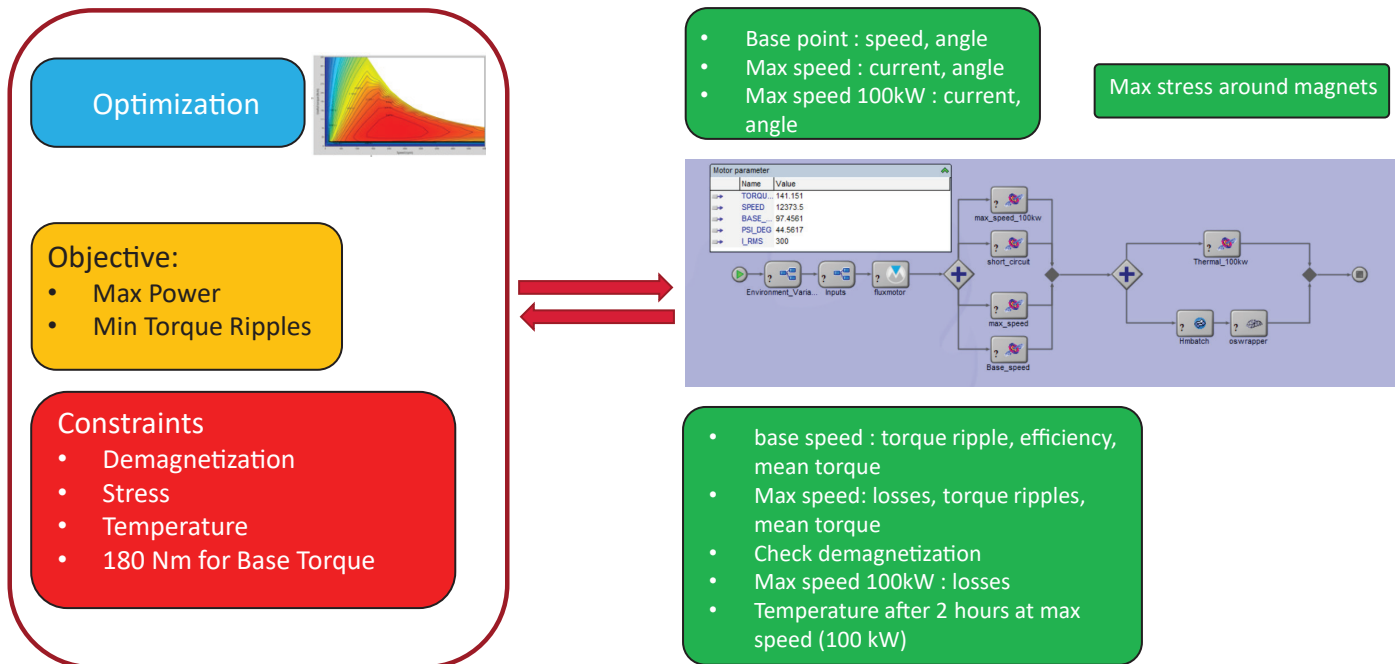 Optimization
Objective:
• Max Power
• Min Torque Ripples
Constraints
• Demagnetization
• Stress
• Temperature
• 180 Nm for Base Torque
• Base point : speed, angle
• Max speed : current, angle
• Max speed 100kW : current,
angle
Max stress around magnets
Motor parameter
Name Value
TORQU... 141.151
SPEED 12373.5
BASE_... 97.4561
PSI_DEG 44.5617
I_RMS 300
Environment_Varia...
Inputs
fluxmotor
max_speed_100kw
short_circuit
max_speed
Base_speed
Thermal_100kw
Hmbatch
oswrapper
• base speed : torque ripple, efficiency,
mean torque
• Max speed: losses, torque ripples,
mean torque
• Check demagnetization
• Max speed 100kW : losses
• Temperature after 2 hours at max
speed (100 kW)